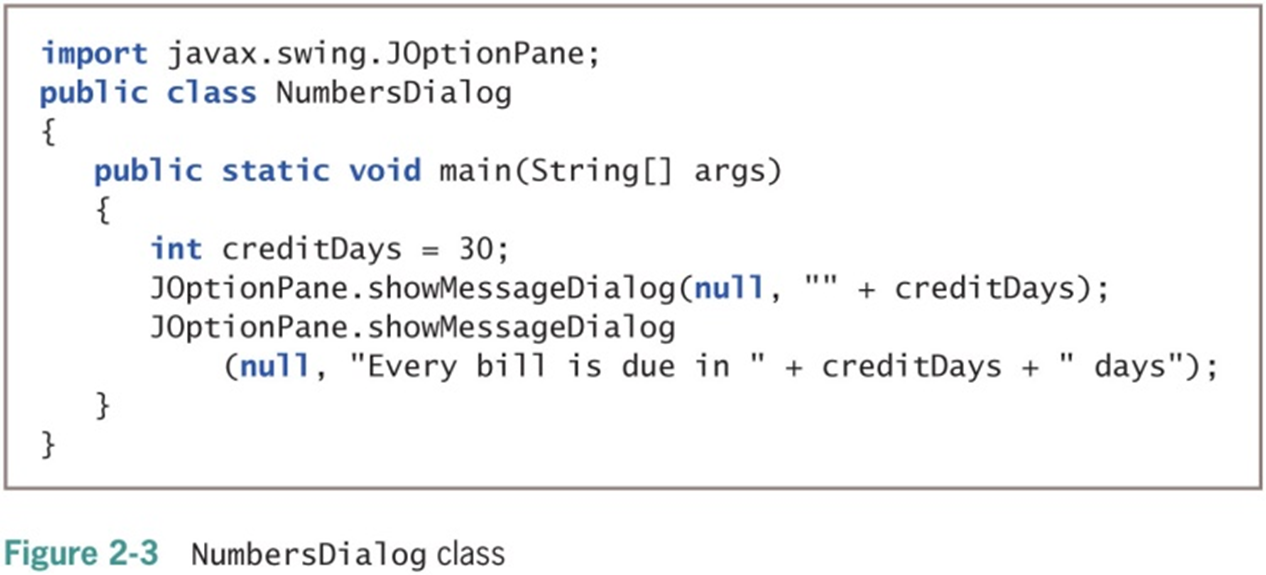 import javax.swing.JOptionPane;
public class NumbersDialog
{
   public static void main(String[] args)
   {
      int creditDays = 30;
      JOptionPane.showMessageDialog(null, "" + creditDays);
      JOptionPane.showMessageDialog
          (null, "Every bill is due in " + creditDays + " days");
   }
}
Figure 2-3 NumbersDialog class